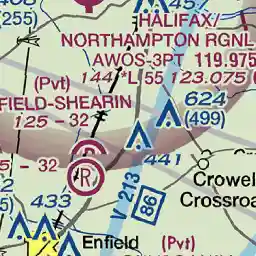 (255)
457
HALIFAX/
NORTHAMPTON RGNL
AWOS-3PT 119.975
(Pvt)
144 *L 55 123.075
FIELD-SHEARIN
624
(499)
125 - 32
5 - 32
441
R
Crowel
Crossroa
V 213
86
433
Enfield
(Pvt)